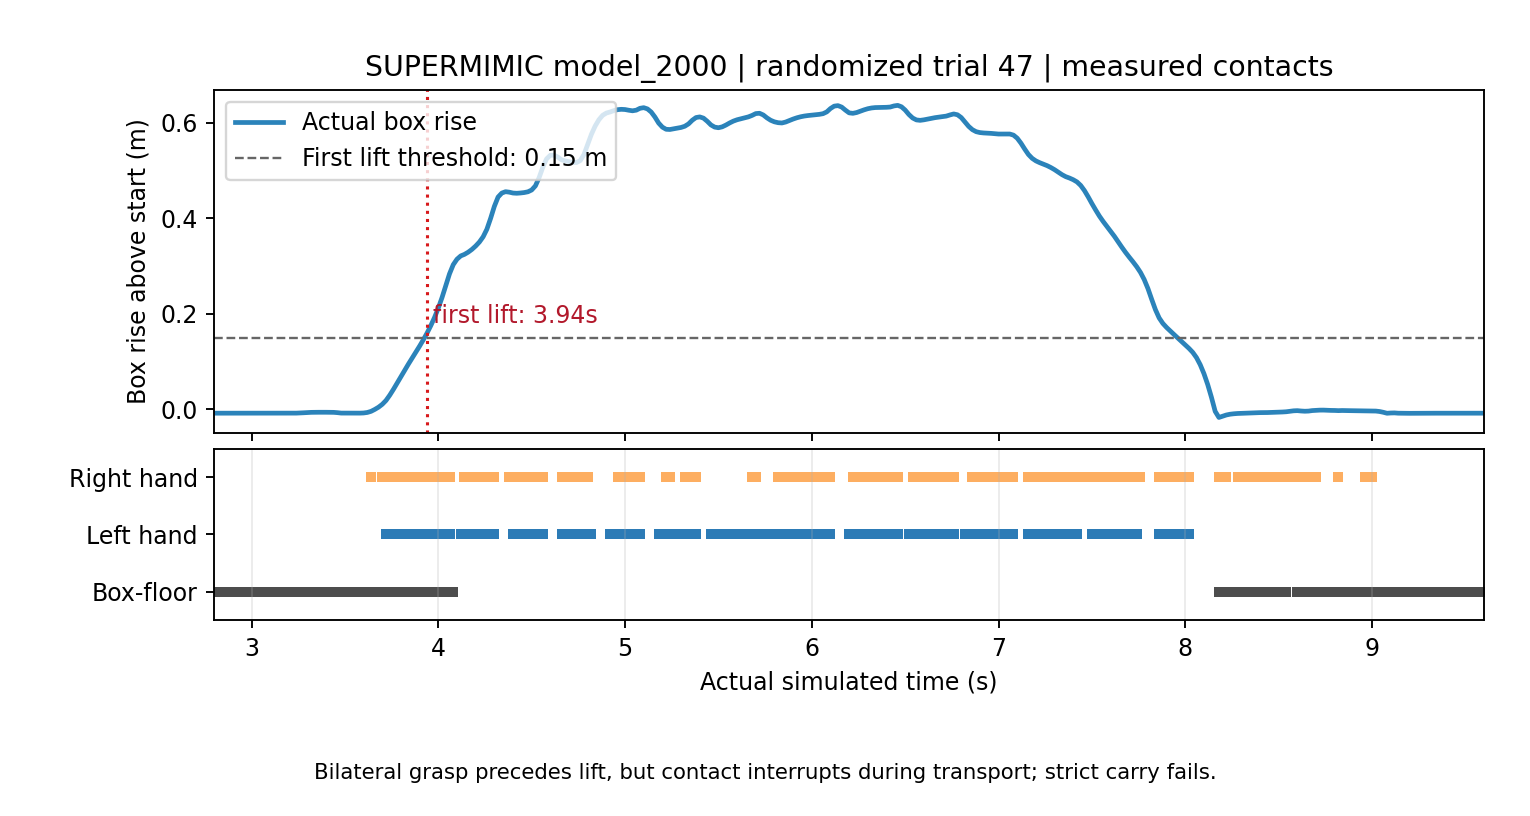 SUPERMIMIC model_2000 | randomized trial 47 | measured contacts
Box rise above start (m)
0.6
0.4
0.2
0.0
Actual box rise
First lift threshold: 0.15 m
first lift: 3.94s
Right hand
Left hand
Box-floor
3 4 5 6 7 8 9
Actual simulated time (s)
Bilateral grasp precedes lift, but contact interrupts during transport; strict carry fails.